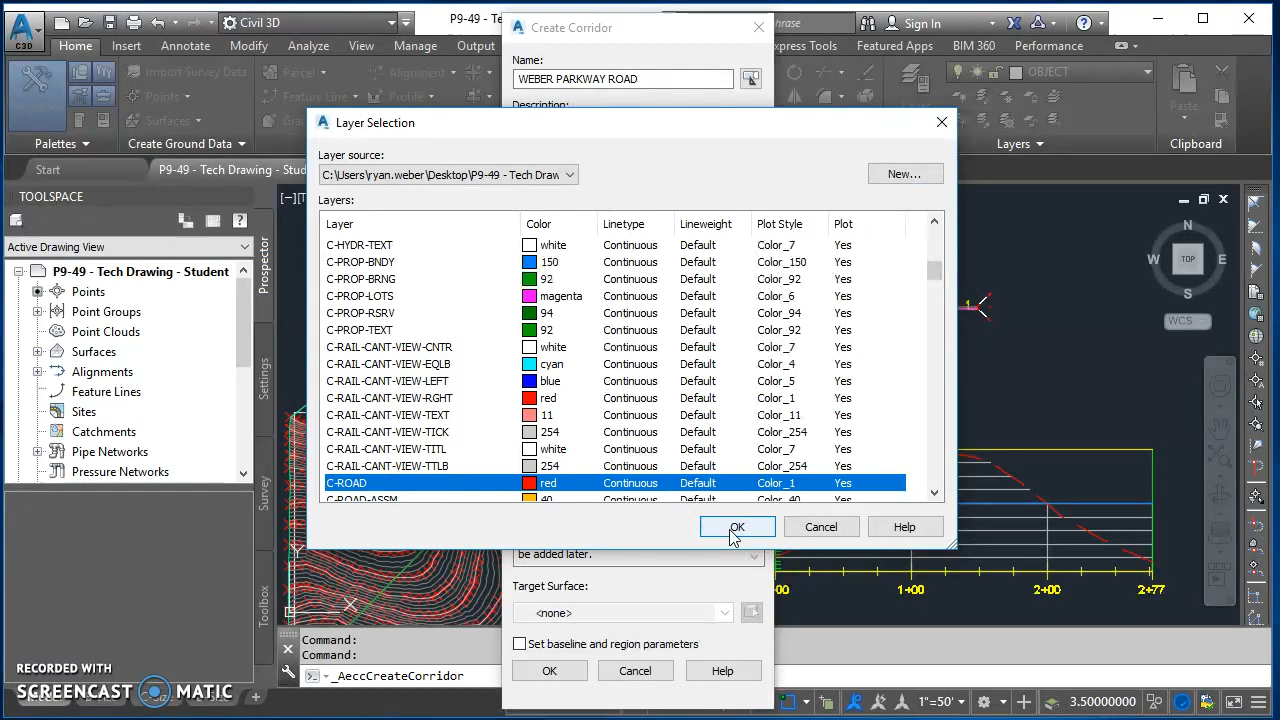 Civil 3D
P9-49 - Te
Create Corridor
phrase
Sign In
C3D
Home Insert Annotate Modify Analyze View Manage Output
Express Tools Featured Apps BIM 360 Performance
Name:
WEBER PARKWAY ROAD
Description:
Import Survey Data
Points
Surfaces
Parcel
Feature Line
Alignment
Profile
OBJECT
Paste
Palettes
Create Ground Data
Layers
Clipboard
Start
P9-49 - Tech Drawing - Stud
Layer Selection
Layer source:
C:\Users\ryan.weber\Desktop\P9-49 - Tech Draw
New...
Layers:
Layer Color Linetype Lineweight Plot Style Plot
C-HYDR-TEXT white Continuous Default Color_7 Yes
C-PROP-BNDY 150 Continuous Default Color_150 Yes
C-PROP-BRNG 92 Continuous Default Color_92 Yes
C-PROP-LOTS magenta Continuous Default Color_6 Yes
C-PROP-RSRV 94 Continuous Default Color_94 Yes
C-PROP-TEXT 92 Continuous Default Color_92 Yes
C-RAIL-CANT-VIEW-CNTR white Continuous Default Color_7 Yes
C-RAIL-CANT-VIEW-EQLB cyan Continuous Default Color_4 Yes
C-RAIL-CANT-VIEW-LEFT blue Continuous Default Color_5 Yes
C-RAIL-CANT-VIEW-RGHT red Continuous Default Color_1 Yes
C-RAIL-CANT-VIEW-TEXT 11 Continuous Default Color_11 Yes
C-RAIL-CANT-VIEW-TICK 254 Continuous Default Color_254 Yes
C-RAIL-CANT-VIEW-TITL white Continuous Default Color_7 Yes
C-RAIL-CANT-VIEW-TTLB 254 Continuous Default Color_254 Yes
C-ROAD red Continuous Default Color_1 Yes
C-ROAD-ASSM 40 Continuous Default Color_40 Yes
OK Cancel Help
TOOLSPACE
Active Drawing View
P9-49 - Tech Drawing - Student
Points
Point Groups
Point Clouds
Surfaces
Alignments
Feature Lines
Sites
Catchments
Pipe Networks
Pressure Networks
Prospector
Settings
Survey
Toolbox
N
W TOP E
S
WCS
Y
X
be added later.
Target Surface:
<none>
Set baseline and region parameters
OK Cancel Help
+00 1+00 2+00 2+77
Command:
Command:
_AeccCreateCorridor
RECORDED WITH
SCREENCAST MATIC
1"=50' 3.50000000